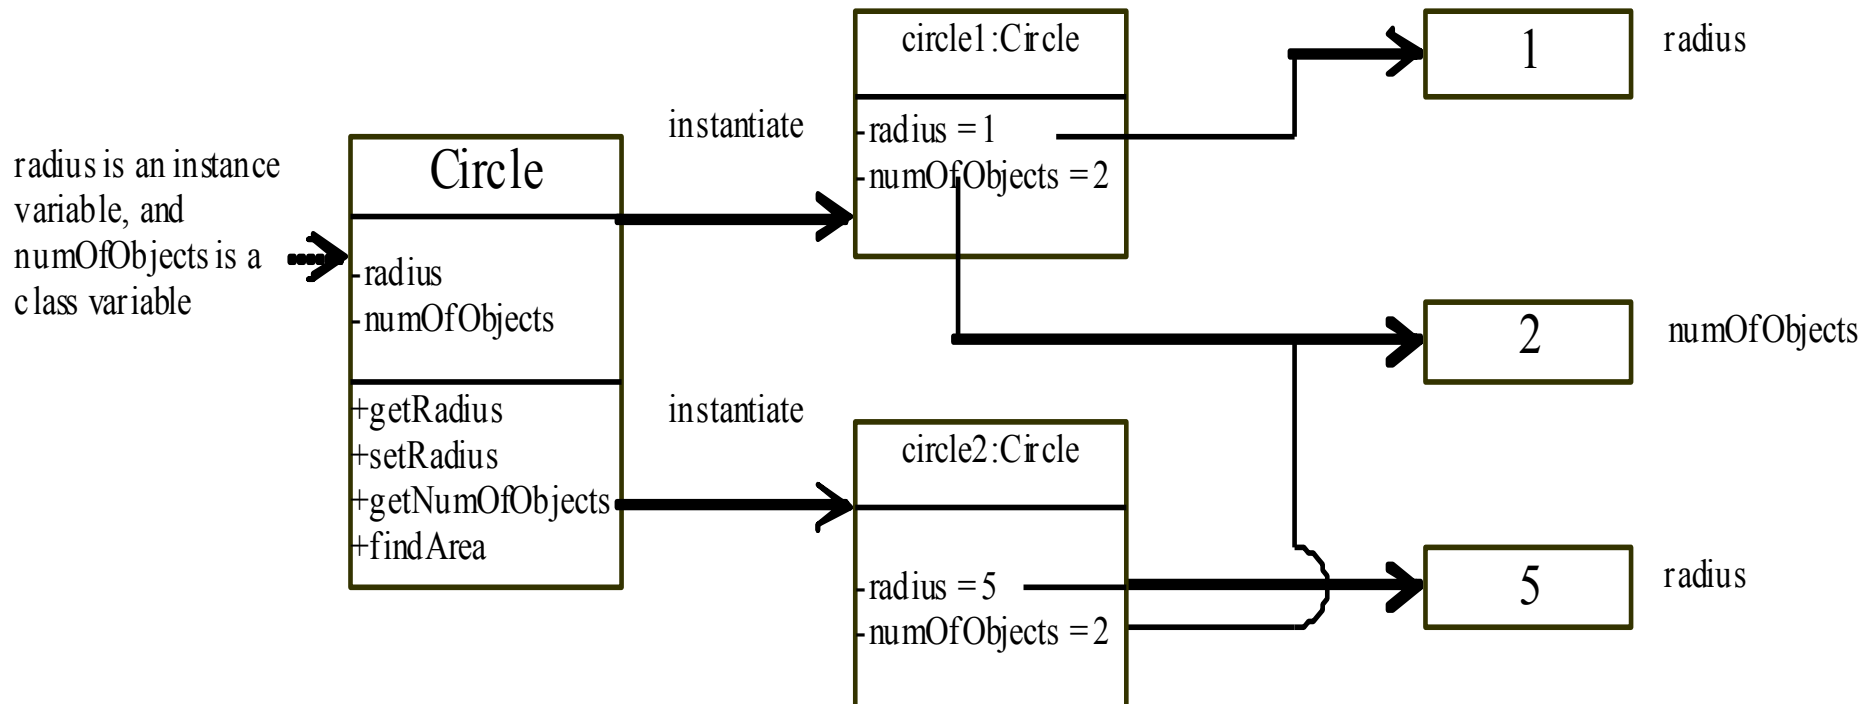 radius is an instance
variable, and
numOfObjects is a
class variable
Circle
-radius
-numOfObjects
+getRadius
+setRadius
+getNumOfObjects
+findArea
instantiate
instantiate
circle1:Circle
-radius = 1
-numOfObjects = 2
circle2:Circle
-radius = 5
-numOfObjects = 2
1
radius
2
numOfObjects
5
radius